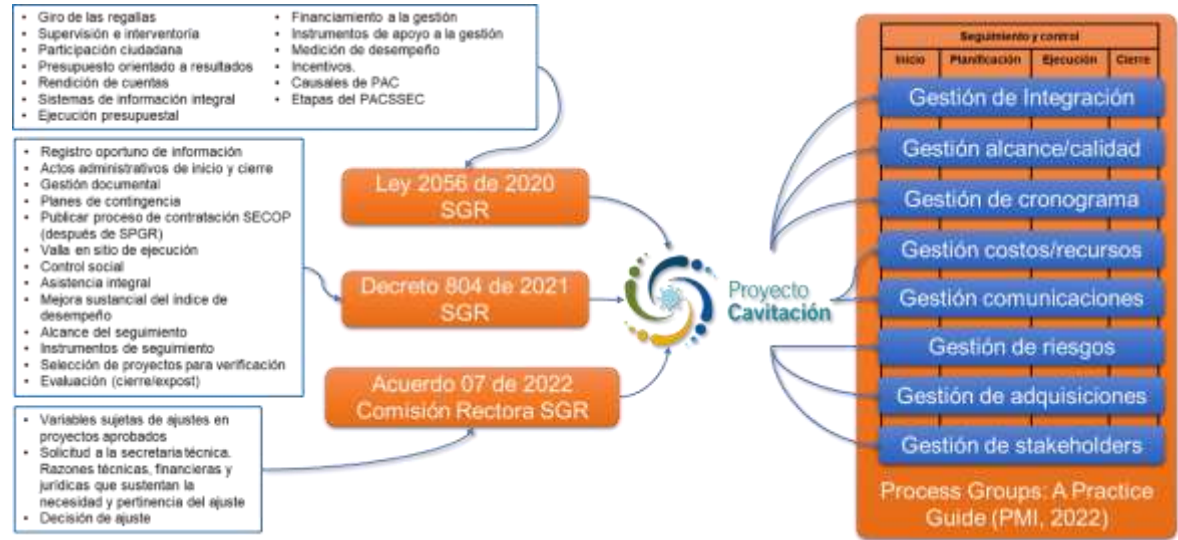 • Giro de las regalías
• Supervisión e interventoría
• Participación ciudadana
• Presupuesto orientado a resultados
• Rendición de cuentas
• Sistemas de información integral
• Ejecución presupuestal
• Financiamiento a la gestión
• Instrumentos de apoyo a la gestión
• Medición de desempeño
• Incentivos.
• Causales de PAC
• Etapas del PACSSEC
• Registro oportuno de información
• Actos administrativos de inicio y cierre
• Gestión documental
• Planes de contingencia
• Publicar proceso de contratación SECOP
(después de SPGR)
• Valla en sitio de ejecución
• Control social
• Asistencia integral
• Mejora sustancial del índice de
desempeño
• Alcance del seguimiento
• Instrumentos de seguimiento
• Selección de proyectos para verificación
• Evaluación (cierre/expost)
• Variables sujetas de ajustes en
proyectos aprobados
• Solicitud a la secretaria técnica.
Razones técnicas, financieras y
jurídicas que sustentan la
necesidad y pertinencia del ajuste
• Decisión de ajuste
Ley 2056 de 2020
SGR
Decreto 804 de 2021
SGR
Acuerdo 07 de 2022
Comisión Rectora SGR
Proyecto
Cavitación
Seguimiento y control
Inicio Planificación Ejecución Cierre
Gestión de Integración
Gestión alcance/calidad
Gestión de cronograma
Gestión costos/recursos
Gestión comunicaciones
Gestión de riesgos
Gestión de adquisiciones
Gestión de stakeholders
Process Groups: A Practice
Guide (PMI, 2022)